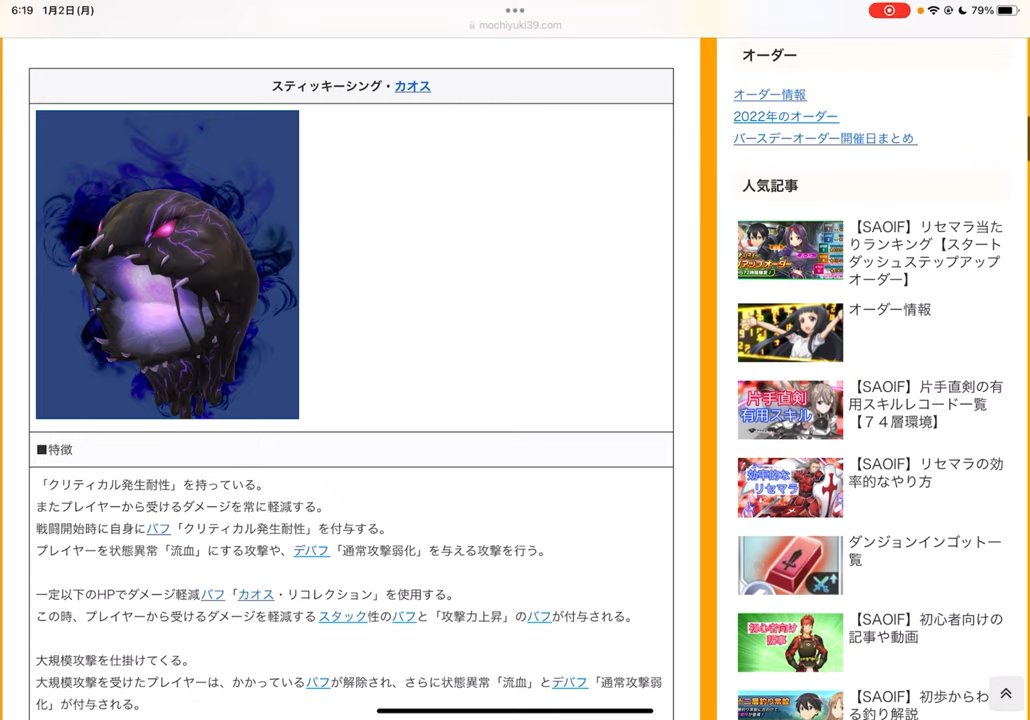 6:19 1月2日(月)
79%
mochiyuki39.com
スティッキーシング・カオス
■特徴
「クリティカル発生耐性」を持っている。
またプレイヤーから受けるダメージを常に軽減する。
戦闘開始時に自身にバフ「クリティカル発生耐性」を付与する。
プレイヤーを状態異常「流血」にする攻撃や、デバフ「通常攻撃弱化」を与える攻撃を行う。
一定以下のHPでダメージ軽減バフ「カオス・リコレクション」を使用する。
この時、プレイヤーから受けるダメージを軽減するスタック性のバフと「攻撃力上昇」のバフが付与される。
大規模攻撃を仕掛けてくる。
大規模攻撃を受けたプレイヤーは、かかっているバフが解除され、さらに状態異常「流血」とデバフ「通常攻撃弱
化」が付与される。
オーダー
オーダー情報
2022年のオーダー
バースデーオーダー開催日まとめ
人気記事
【SAOIF】リセマラ当た
りランキング【スタート
ダッシュステップアップ
オーダー】
オーダー情報
片手直剣
有用スキル
【SAOIF】片手直剣の有
用スキルレコード一覧
【７４層環境】
効率的な
リセマラ
【SAOIF】リセマラの効
率的なやり方
ダンジョンインゴット一
覧
初心者向け
記事
【SAOIF】初心者向けの
記事や動画
【SAOIF】初歩からわ
る釣り解説